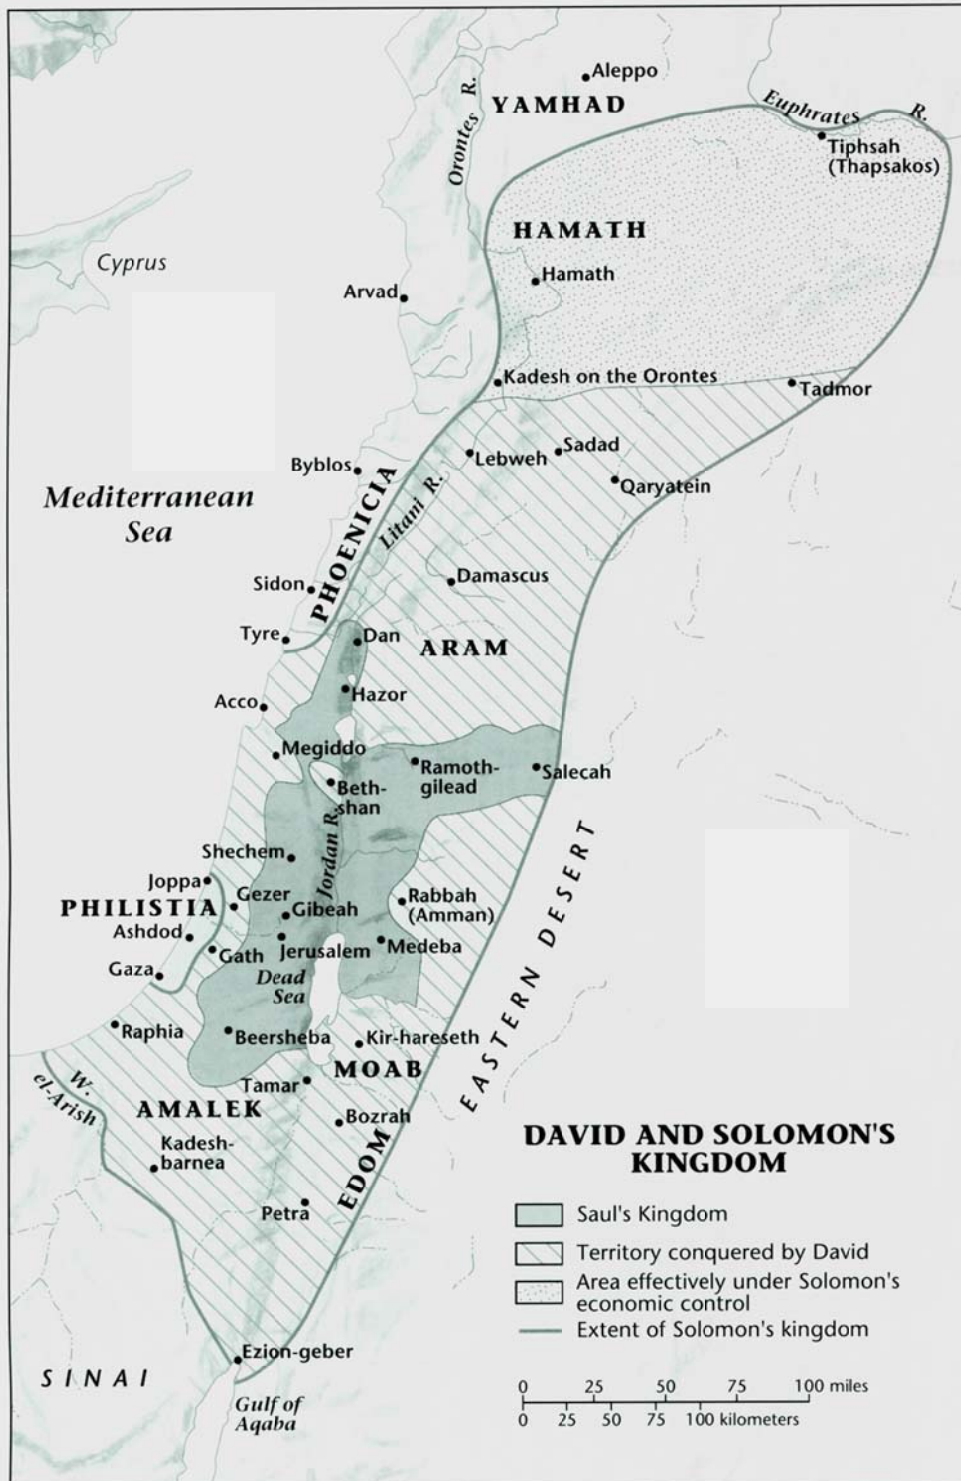 Aleppo
YAMHAD
Orontes R.
Euphrates R.
Tiphsah
(Thapsakos)
HAMATH
Cyprus
Hamath
Arvad
Kadesh on the Orontes
Tadmor
Sadad
Lebweh
Byblos
Qaryatein
Mediterranean
Sea
PHOENICIA
Litani R.
Damascus
Sidon
Tyre
Dan
ARAM
Hazor
Acco
Megiddo
Ramoth-
gilead
Salecah
Beth-
shan
Jordan R.
Shechem
Joppa
Gezer
Rabbah
(Amman)
PHILISTIA
Gibeah
Ashdod
Jerusalem
Medeba
Gath
Gaza
Dead
Sea
EASTERN DESERT
Raphia
Beersheba
Kir-hareseth
MOAB
W.
el-Arish
Tamar
AMALEK
Bozrah
Kadesh-
barnea
EDOM
Petra
Ezion-geber
SINAI
Gulf of
Aqaba
DAVID AND SOLOMON'S
KINGDOM
Saul's Kingdom
Territory conquered by David
Area effectively under Solomon's
economic control
Extent of Solomon's kingdom
0 25 50 75 100 miles
0 25 50 75 100 kilometers